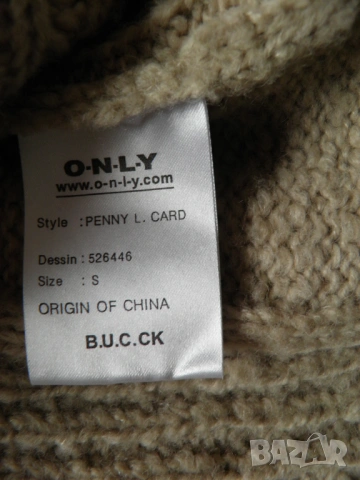 O·N·L·Y
www.o-n-l-y.com
Style : PENNY L. CARD
Dessin : 526446
Size : S
ORIGIN OF CHINA
B.U.C.CK
BAZAR